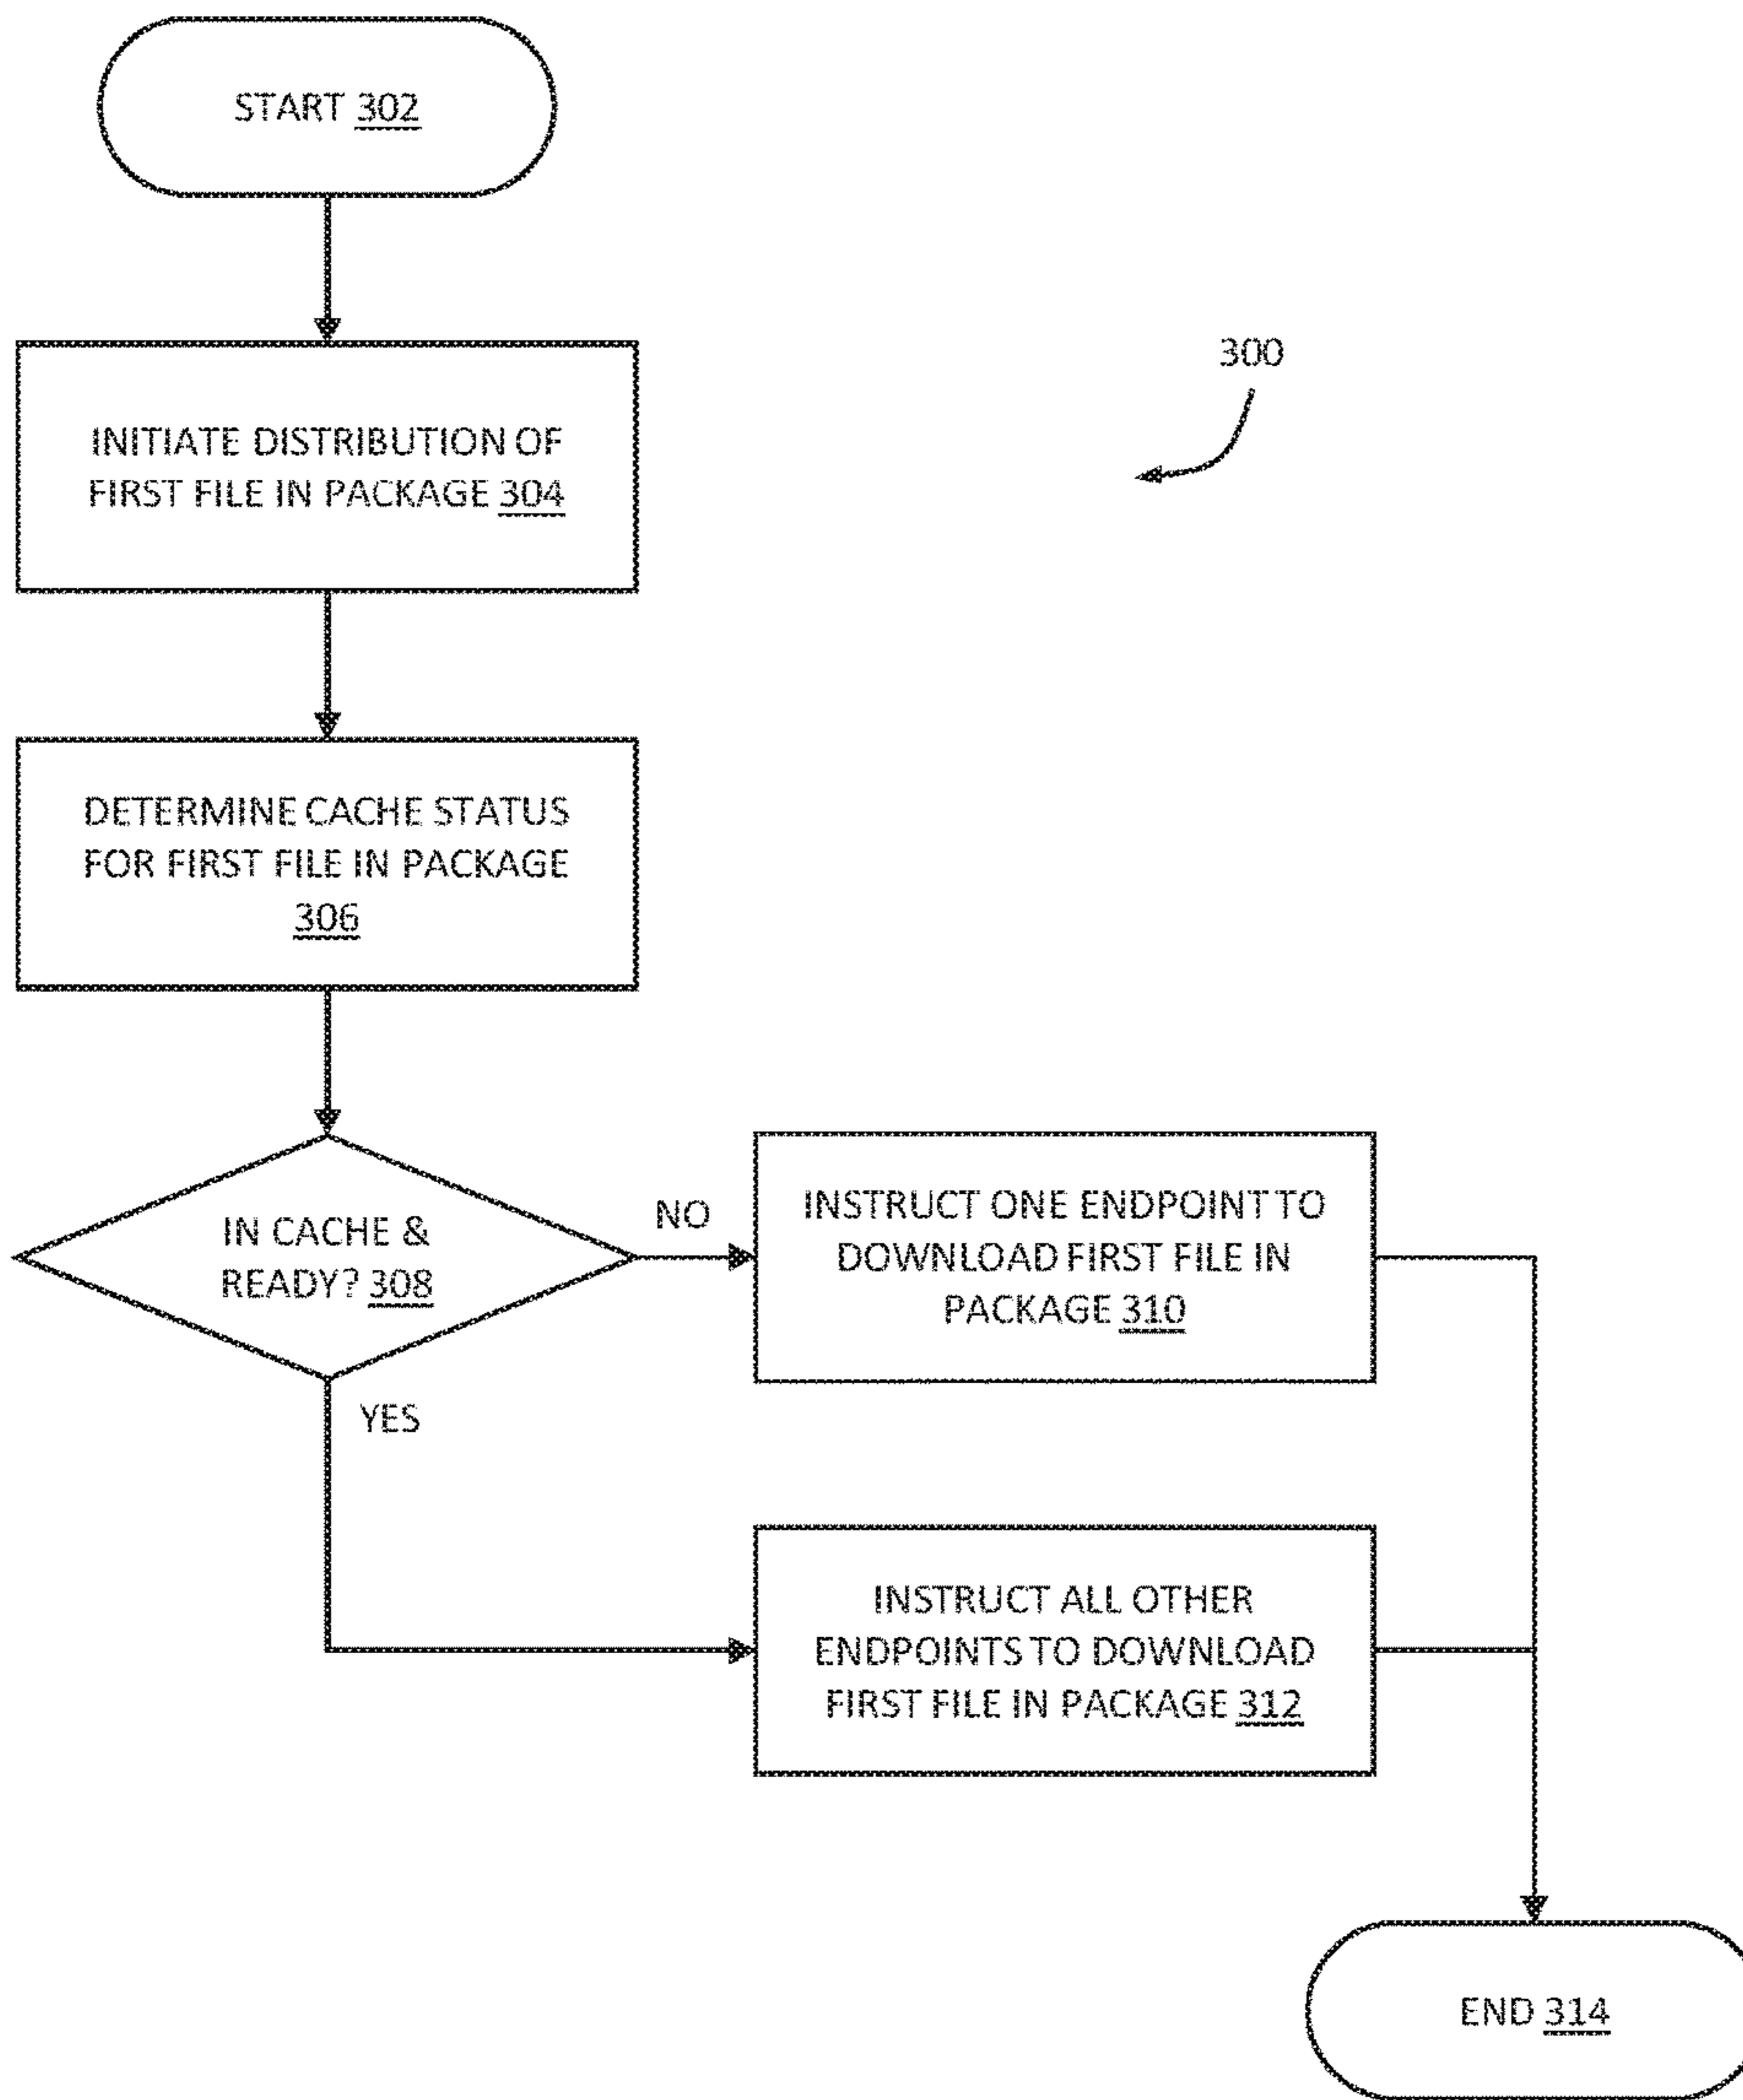 START 302
300
INITIATE DISTRIBUTION OF
FIRST FILE IN PACKAGE 304
DETERMINE CACHE STATUS
FOR FIRST FILE IN PACKAGE
306
IN CACHE &
READY? 308
NO
INSTRUCT ONE ENDPOINT TO
DOWNLOAD FIRST FILE IN
PACKAGE 310
YES
INSTRUCT ALL OTHER
ENDPOINTS TO DOWNLOAD
FIRST FILE IN PACKAGE 312
END 314